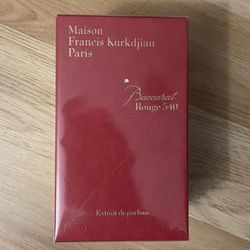 Maison
Francis Kurkdjian
Paris
Baccarat
Rouge 540
Extrait de parfum